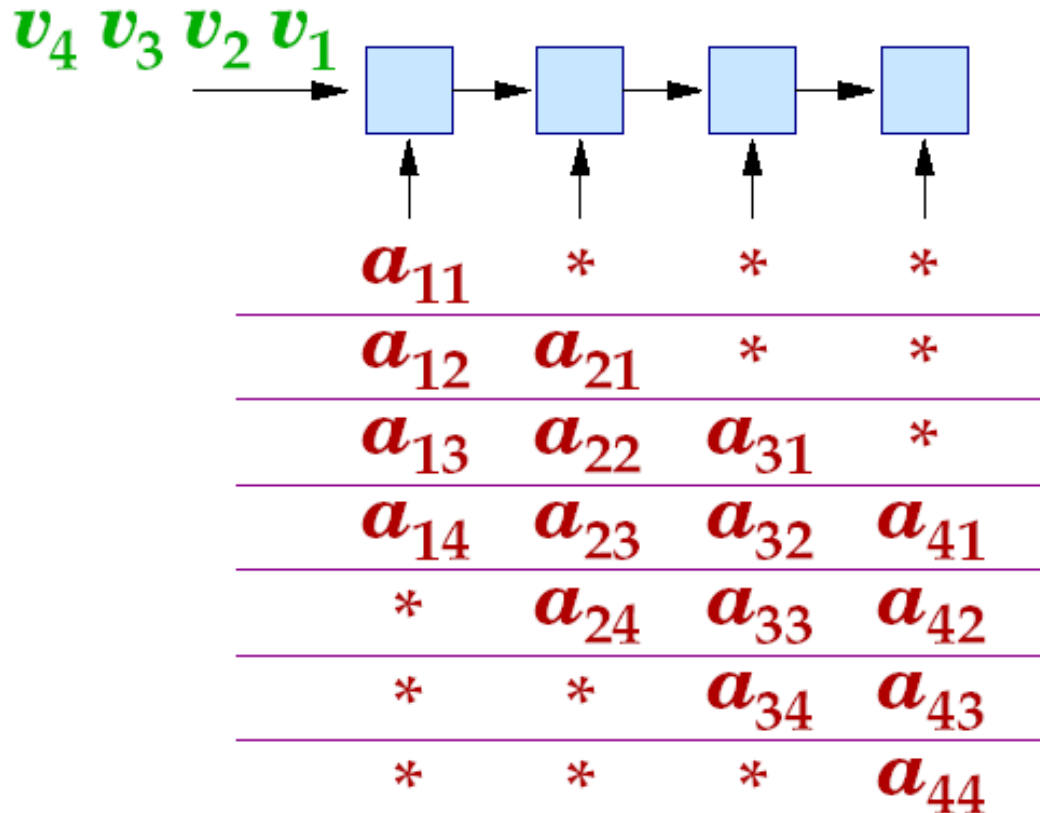 v₄ v₃ v₂ v₁
a₁₁ * * *
a₁₂ a₂₁ * *
a₁₃ a₂₂ a₃₁ *
a₁₄ a₂₃ a₃₂ a₄₁
* a₂₄ a₃₃ a₄₂
* * a₃₄ a₄₃
* * * a₄₄